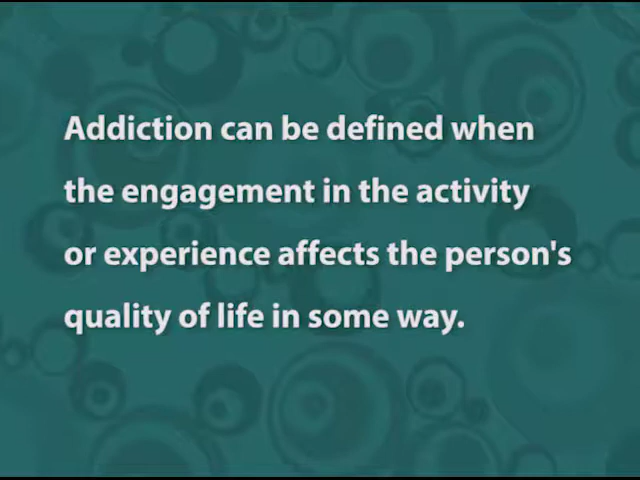 Addiction can be defined when
the engagement in the activity
or experience affects the person's
quality of life in some way.